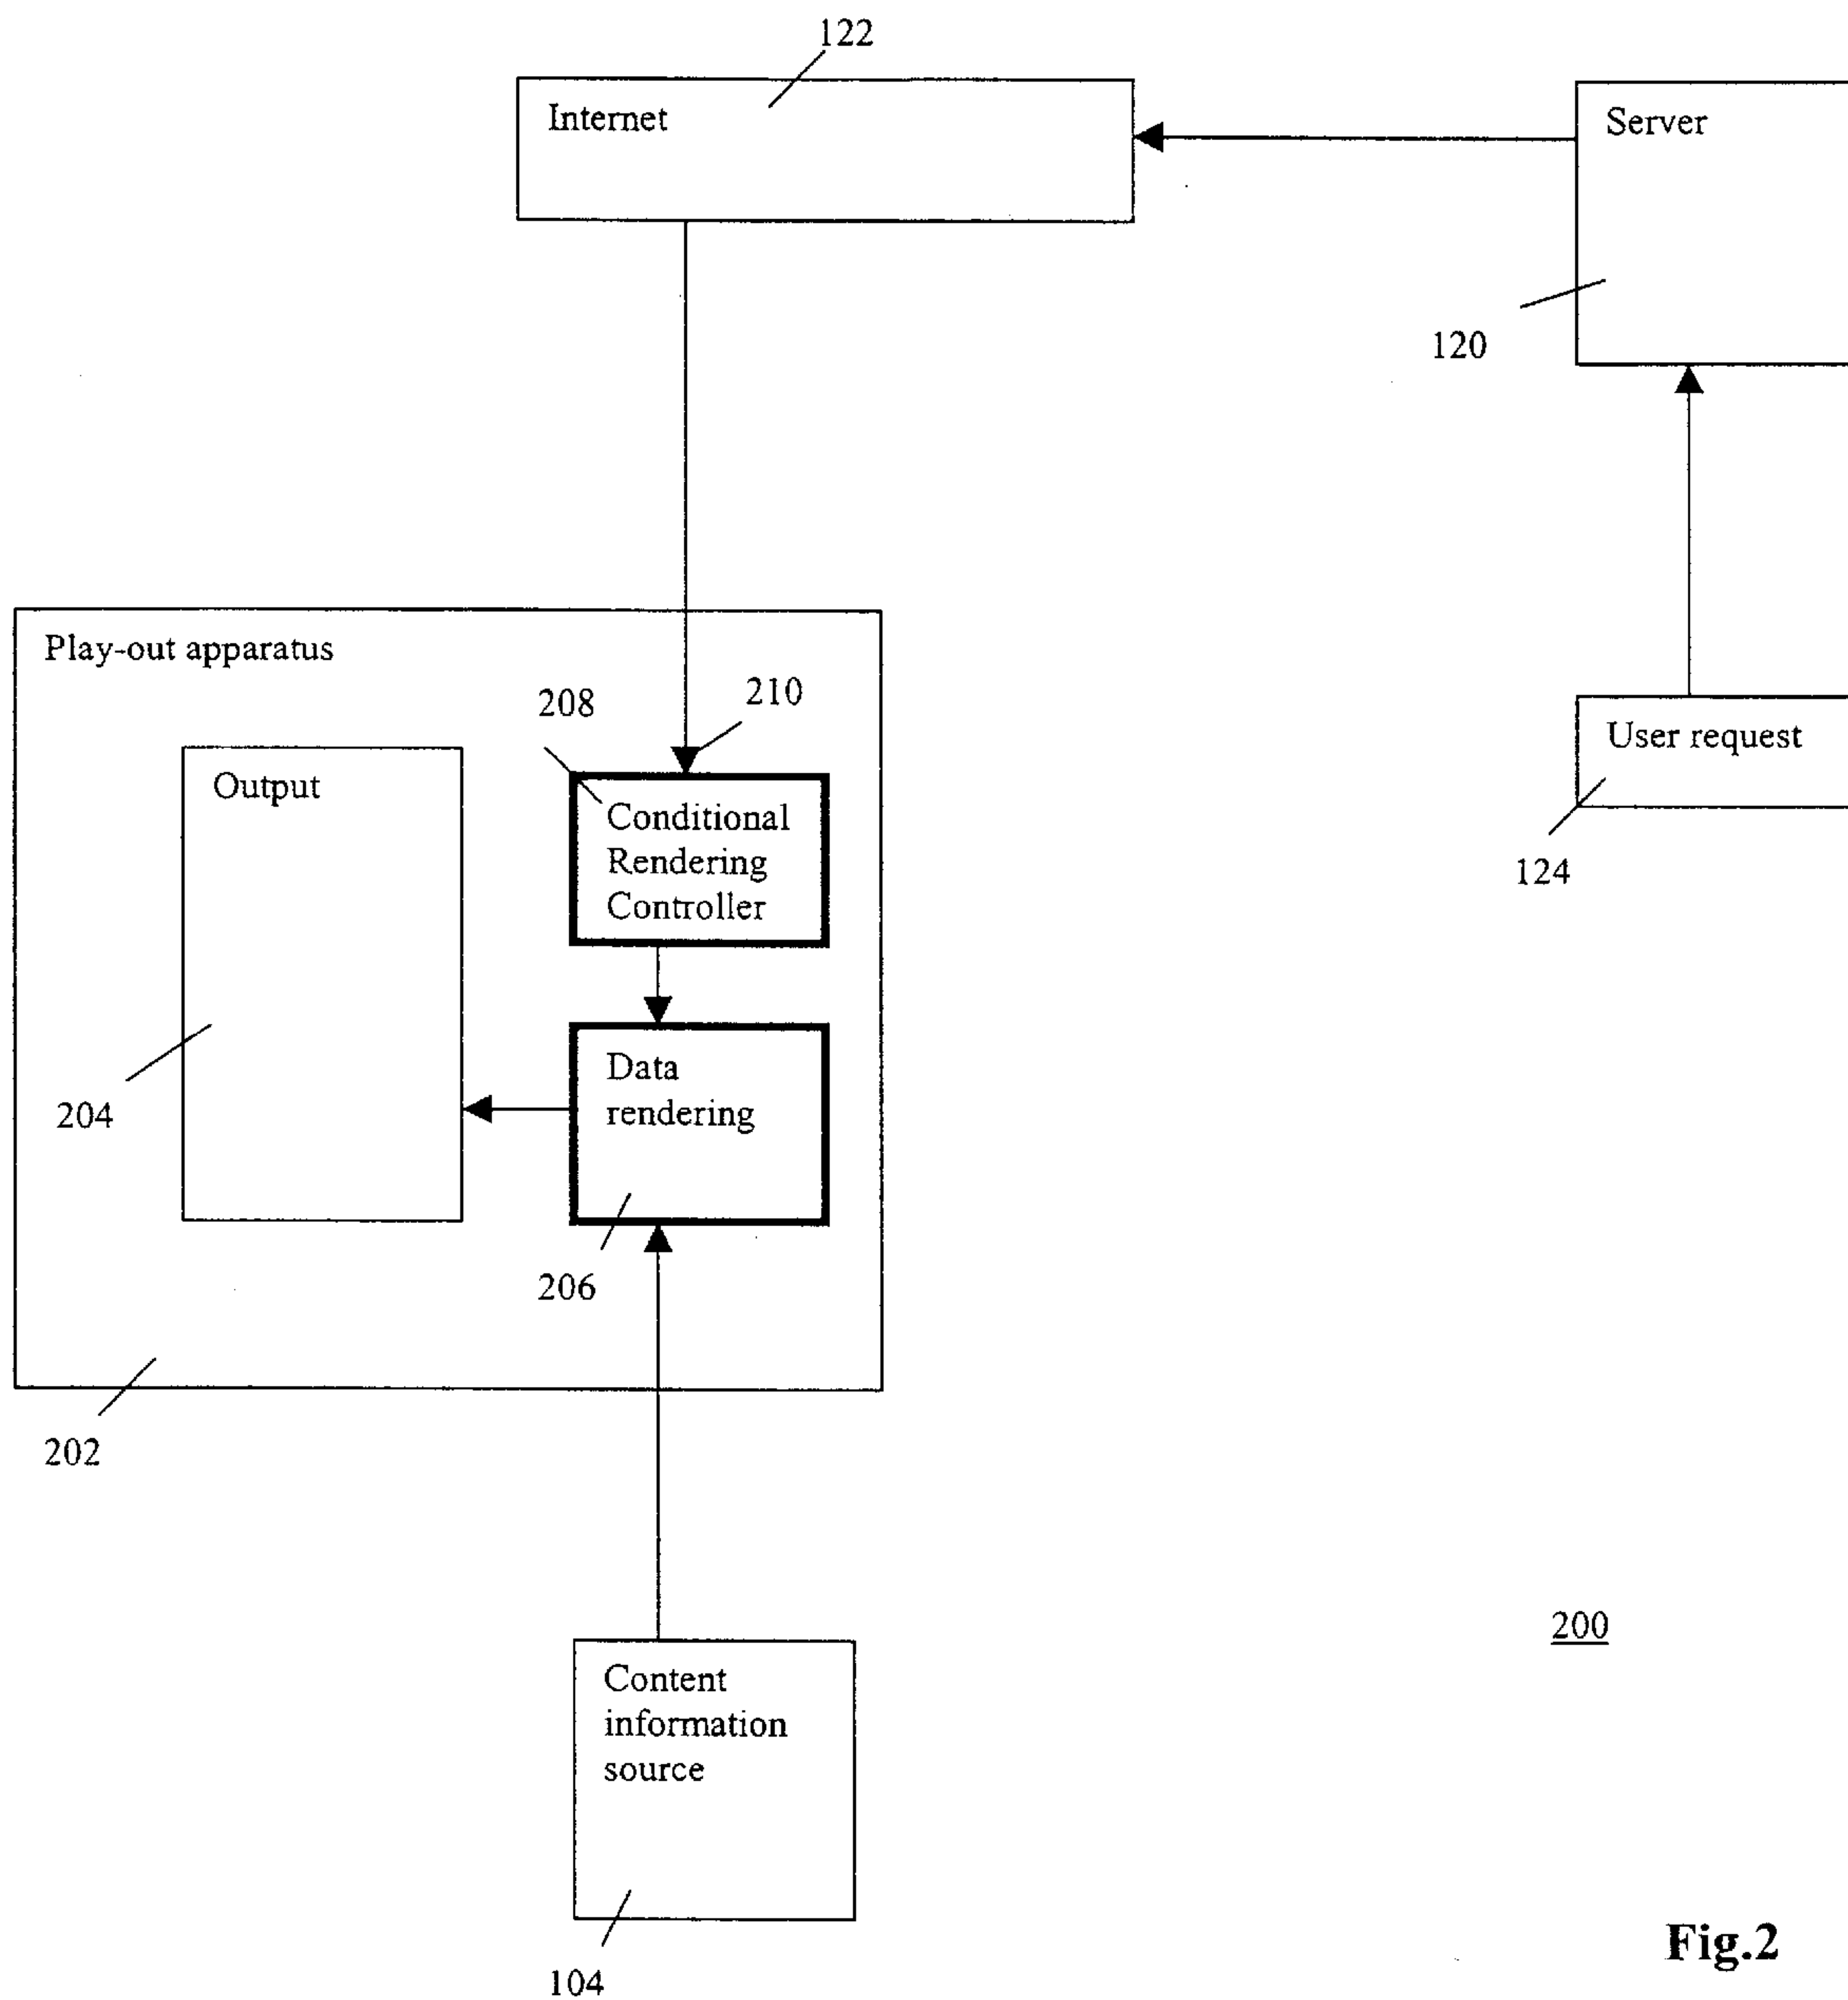 122
Internet
Server
120
Play-out apparatus
208
210
User request
Output
Conditional
Rendering
Controller
124
Data
rendering
204
206
202
200
Content
information
source
104
Fig.2